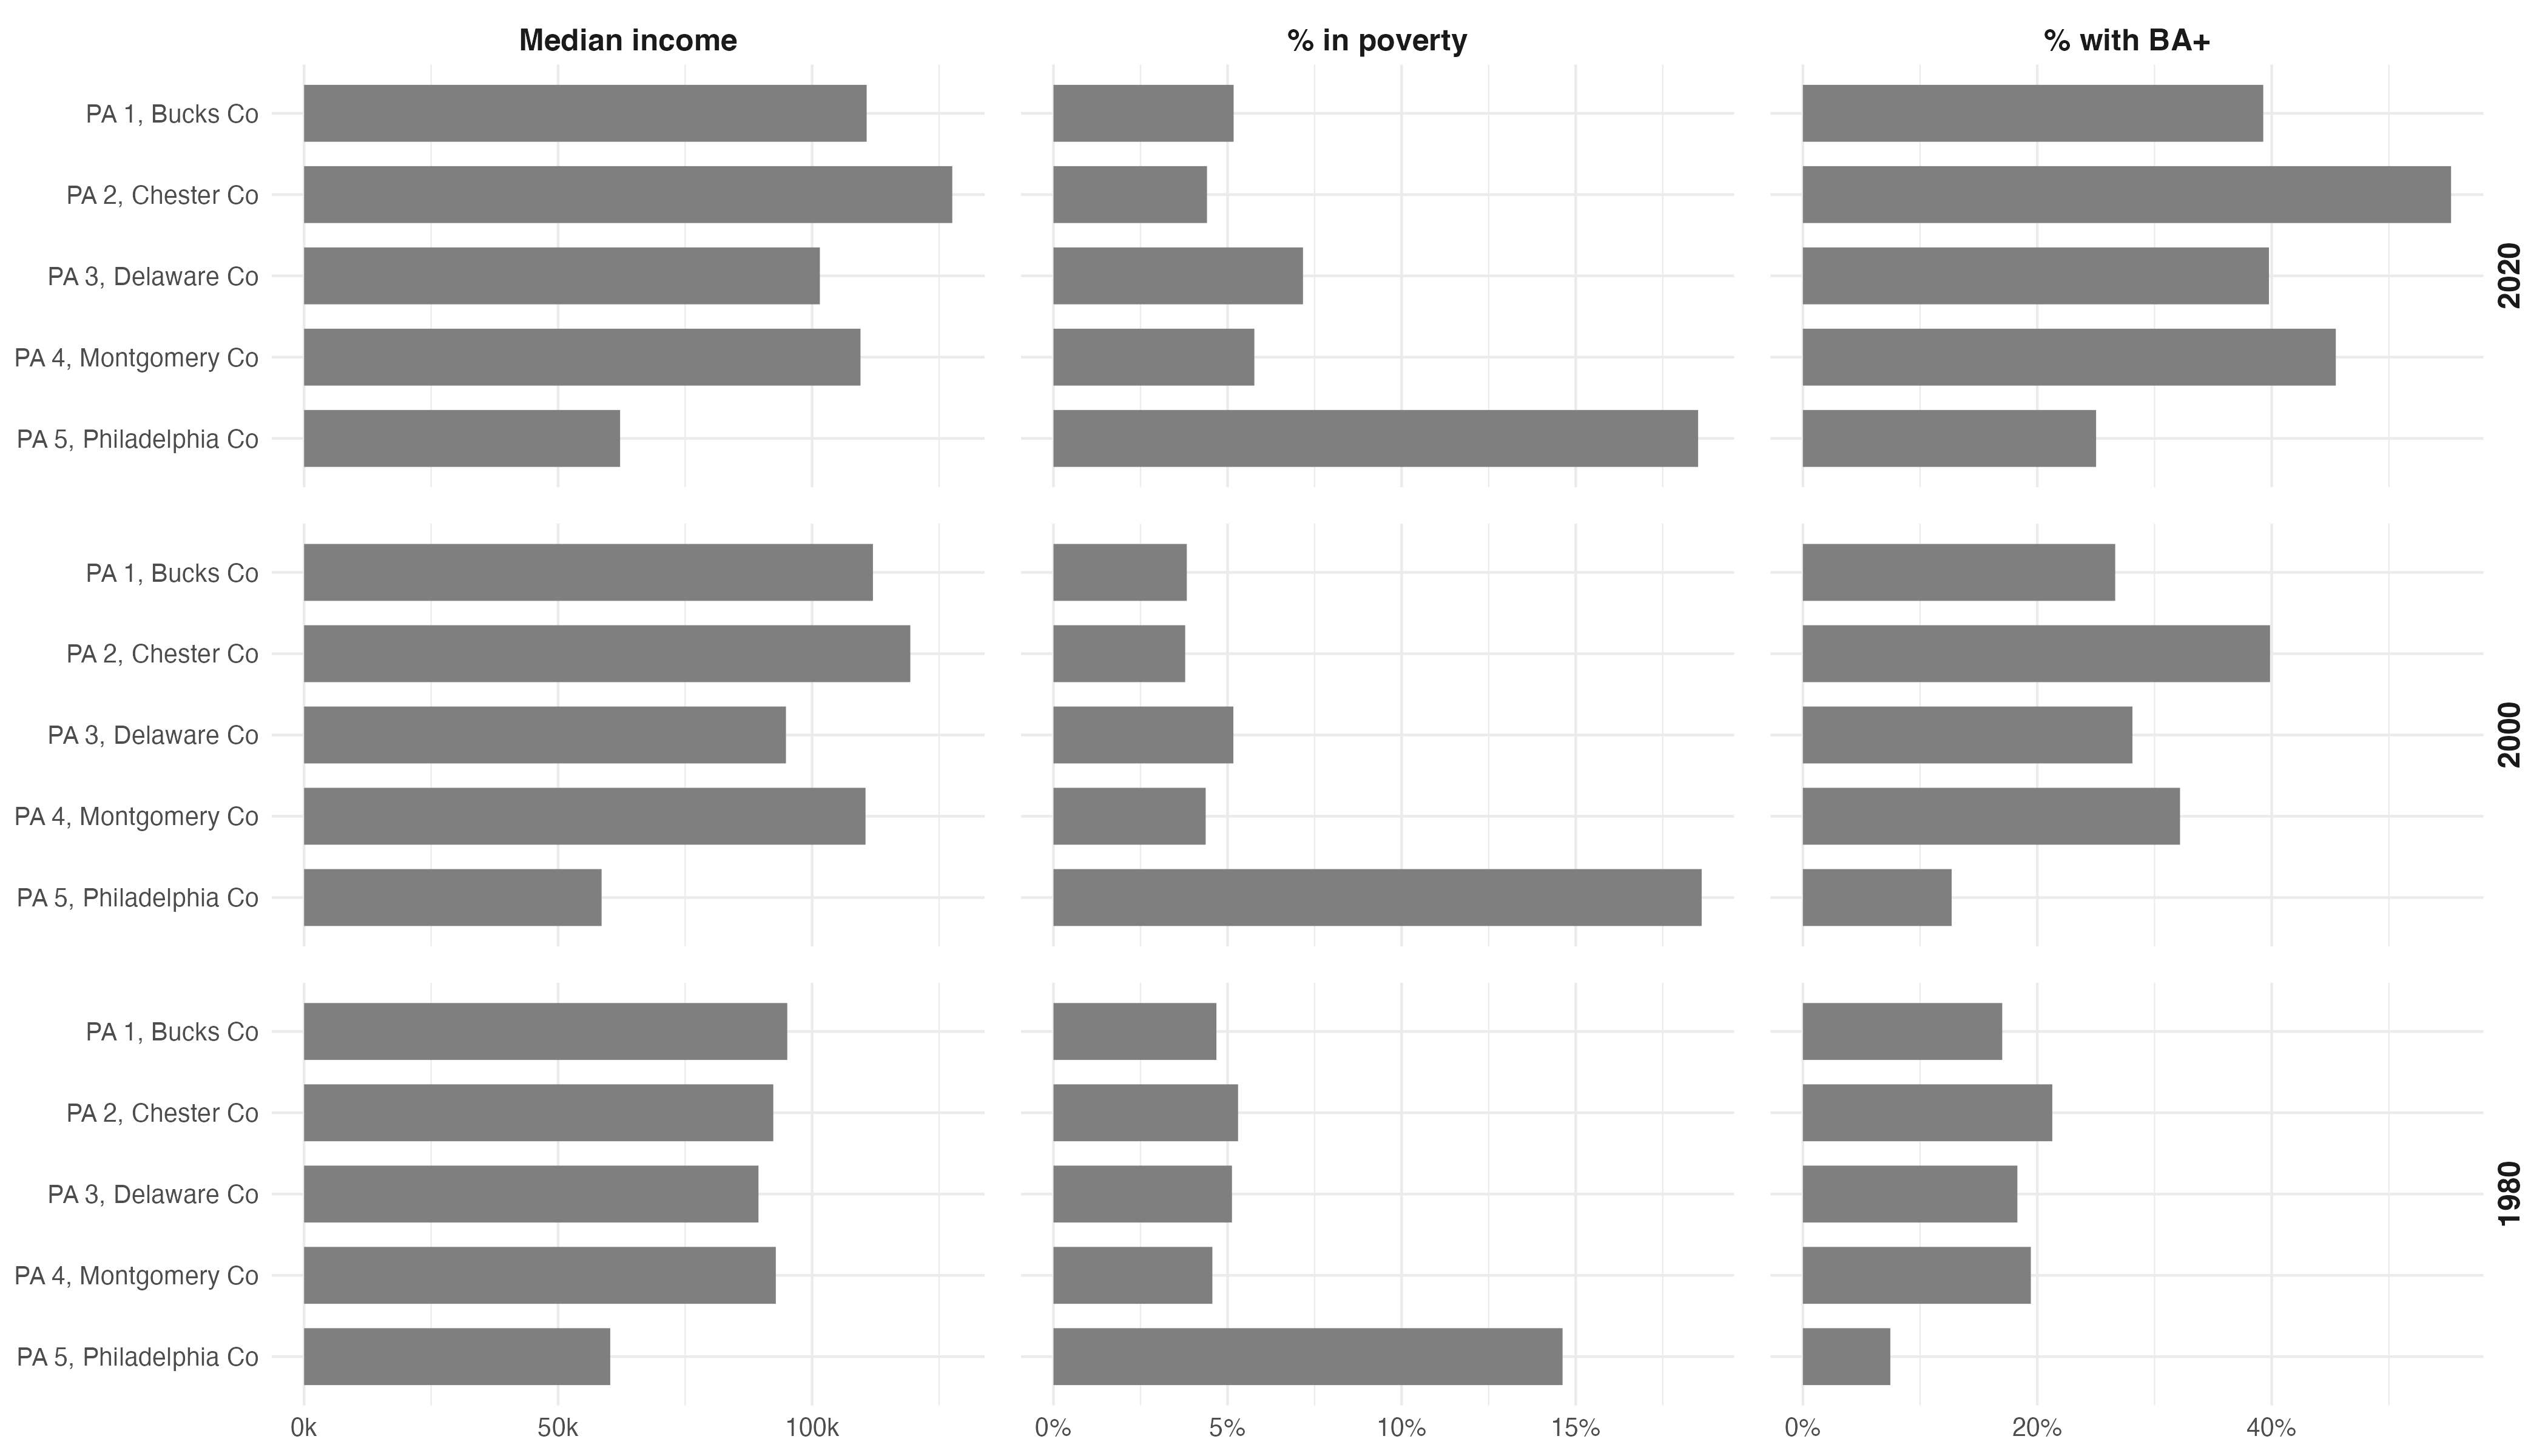 Median income
% in poverty
% with BA+
PA 1, Bucks Co
PA 2, Chester Co
PA 3, Delaware Co
PA 4, Montgomery Co
PA 5, Philadelphia Co
2020
PA 1, Bucks Co
PA 2, Chester Co
PA 3, Delaware Co
PA 4, Montgomery Co
PA 5, Philadelphia Co
2000
PA 1, Bucks Co
PA 2, Chester Co
PA 3, Delaware Co
PA 4, Montgomery Co
PA 5, Philadelphia Co
1980
0k 50k 100k
0% 5% 10% 15%
0% 20% 40%